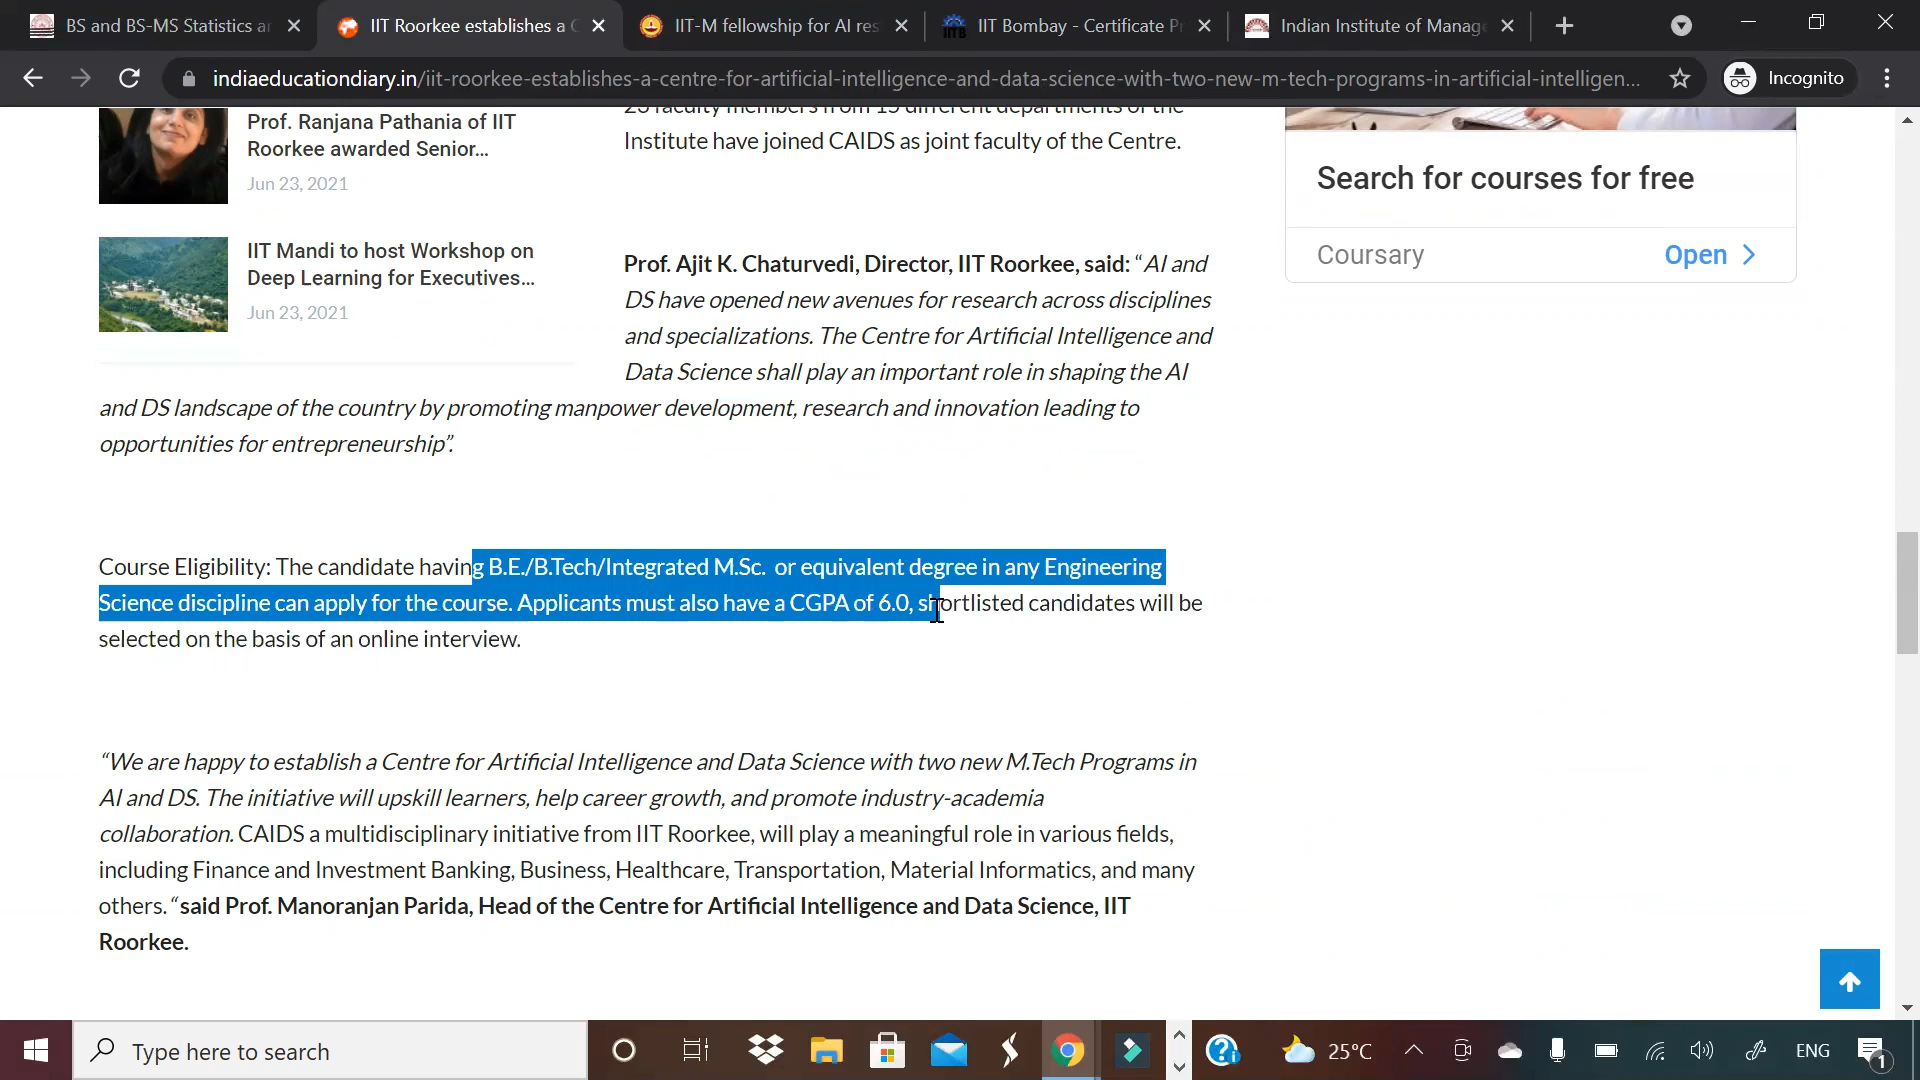 BS and BS-MS Statistics ar
IIT Roorkee establishes a C
IIT-M fellowship for AI res
IIT Bombay - Certificate Pr
Indian Institute of Manage
indiaeducationdiary.in/iit-roorkee-establishes-a-centre-for-artificial-intelligence-and-data-science-with-two-new-m-tech-programs-in-artificial-intelligen...
Incognito
Prof. Ranjana Pathania of IIT
Roorkee awarded Senior...
Jun 23, 2021
IIT Mandi to host Workshop on
Deep Learning for Executives...
Jun 23, 2021
23 faculty members from 15 different departments of the
Institute have joined CAIDS as joint faculty of the Centre.
Prof. Ajit K. Chaturvedi, Director, IIT Roorkee, said: “AI and
DS have opened new avenues for research across disciplines
and specializations. The Centre for Artificial Intelligence and
Data Science shall play an important role in shaping the AI
and DS landscape of the country by promoting manpower development, research and innovation leading to
opportunities for entrepreneurship”.
Course Eligibility: The candidate having B.E./B.Tech/Integrated M.Sc.  or equivalent degree in any Engineering
Science discipline can apply for the course. Applicants must also have a CGPA of 6.0, shortlisted candidates will be
selected on the basis of an online interview.
“We are happy to establish a Centre for Artificial Intelligence and Data Science with two new M.Tech Programs in
AI and DS. The initiative will upskill learners, help career growth, and promote industry-academia
collaboration. CAIDS a multidisciplinary initiative from IIT Roorkee, will play a meaningful role in various fields,
including Finance and Investment Banking, Business, Healthcare, Transportation, Material Informatics, and many
others. “said Prof. Manoranjan Parida, Head of the Centre for Artificial Intelligence and Data Science, IIT
Roorkee.
Search for courses for free
Coursary
Open
Type here to search
25°C
ENG
1